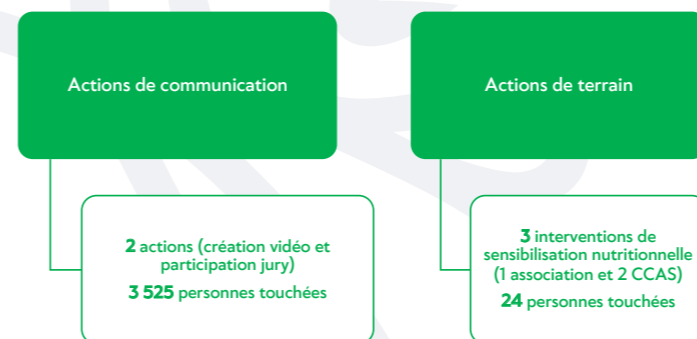 Actions de communication
2 actions (création vidéo et
participation jury)
3 525 personnes touchées
Actions de terrain
3 interventions de
sensibilisation nutritionnelle
(1 association et 2 CCAS)
24 personnes touchées